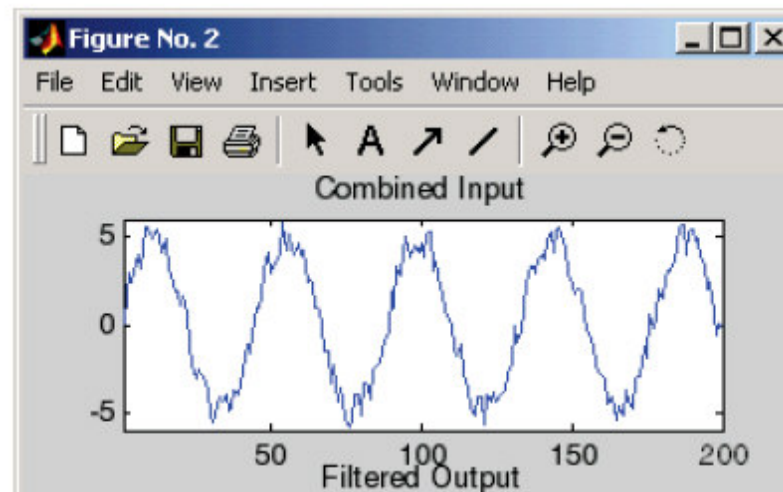 Figure No. 2
File Edit View Insert Tools Window Help
A
Combined Input
5
0
-5
50 100 150 200
Filtered Output